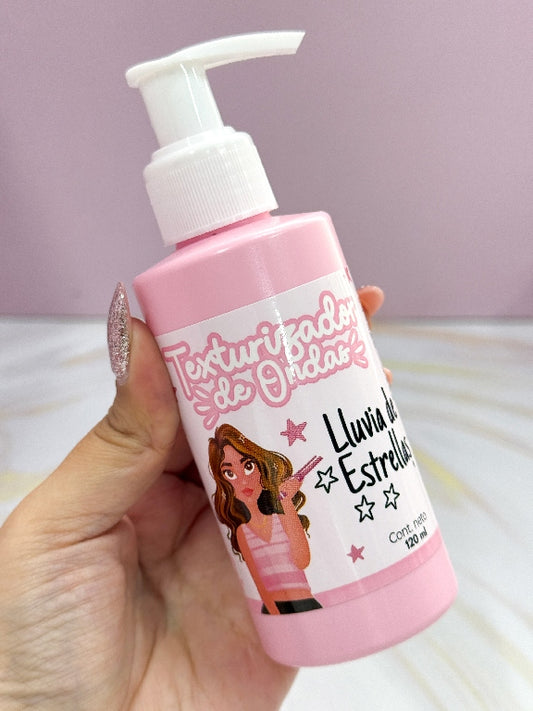 Texturizador
de Ondas
Lluvia de
Estrellas
Cont. neto
120 ml